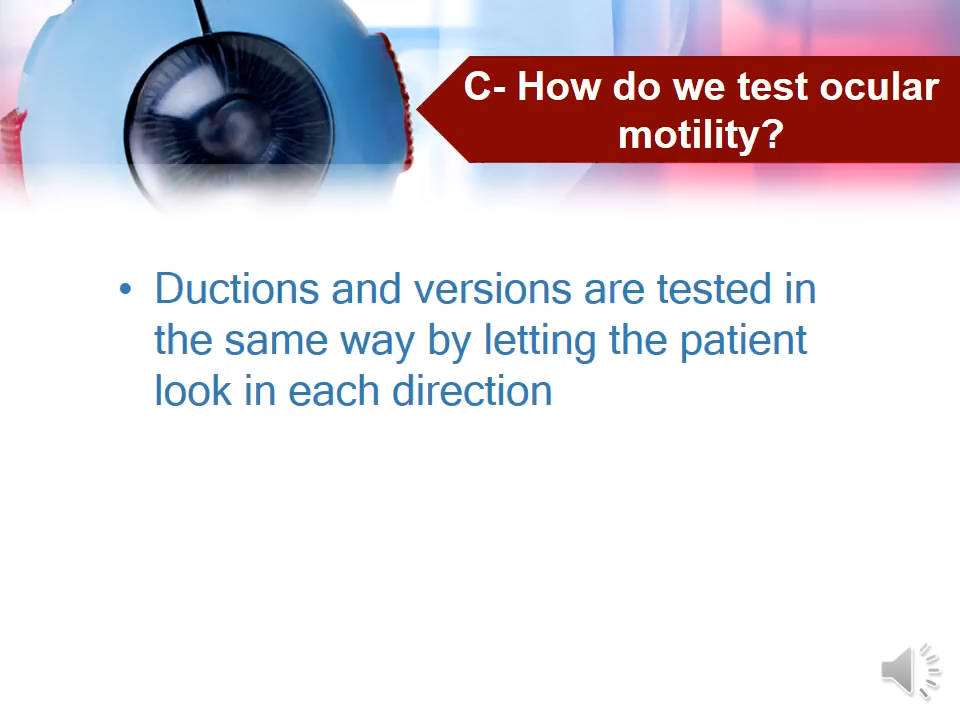 C- How do we test ocular
motility?
• Ductions and versions are tested in
the same way by letting the patient
look in each direction